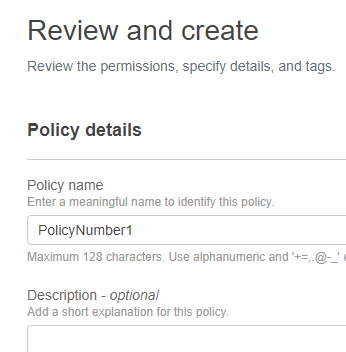 Review and create
Review the permissions, specify details, and tags.
Policy details
Policy name
Enter a meaningful name to identify this policy.
PolicyNumber1
Maximum 128 characters. Use alphanumeric and '+=,.@-_'
Description - optional
Add a short explanation for this policy.